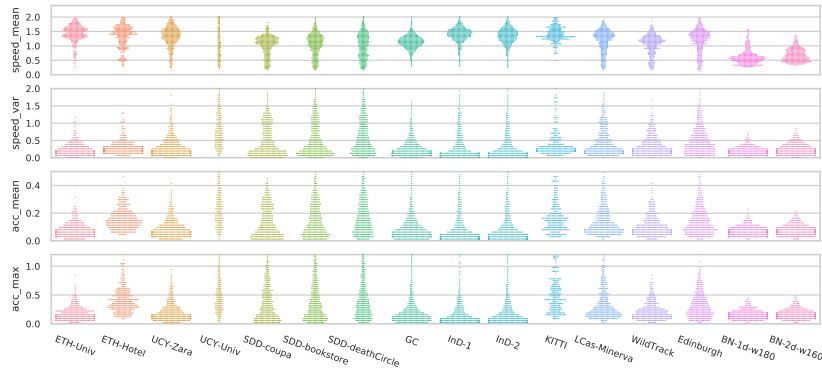 speed_mean
2.0
1.5
1.0
0.5
0.0
speed_var
2.0
1.5
1.0
0.5
0.0
acc_mean
0.4
0.2
0.0
acc_max
1.0
0.5
0.0
ETH-Univ
ETH-Hotel
UCY-Zara
UCY-Univ
SDD-coupa
SDD-bookstore
SDD-deathCircle
GC
InD-1
InD-2
KITTI
LCas-Minerva
WildTrack
Edinburgh
BN-1d-w180
BN-2d-w160